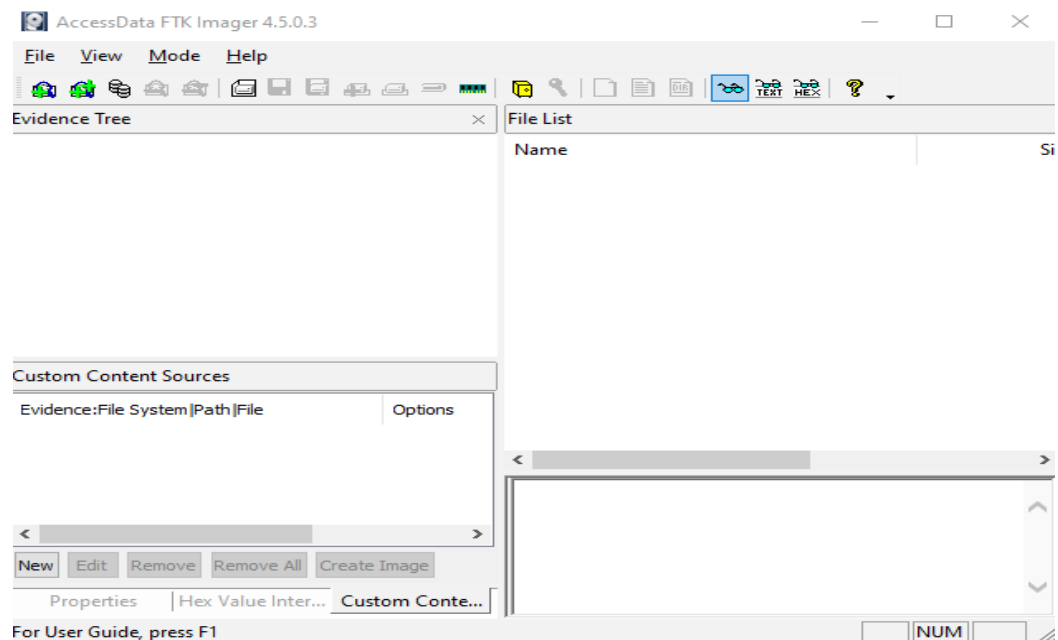 AccessData FTK Imager 4.5.0.3
File View Mode Help
DIR TEXT HEX ?
Evidence Tree
File List
Name Si
Custom Content Sources
Evidence:File System|Path|File Options
New Edit Remove Remove All Create Image
Properties Hex Value Inter... Custom Conte...
For User Guide, press F1
NUM